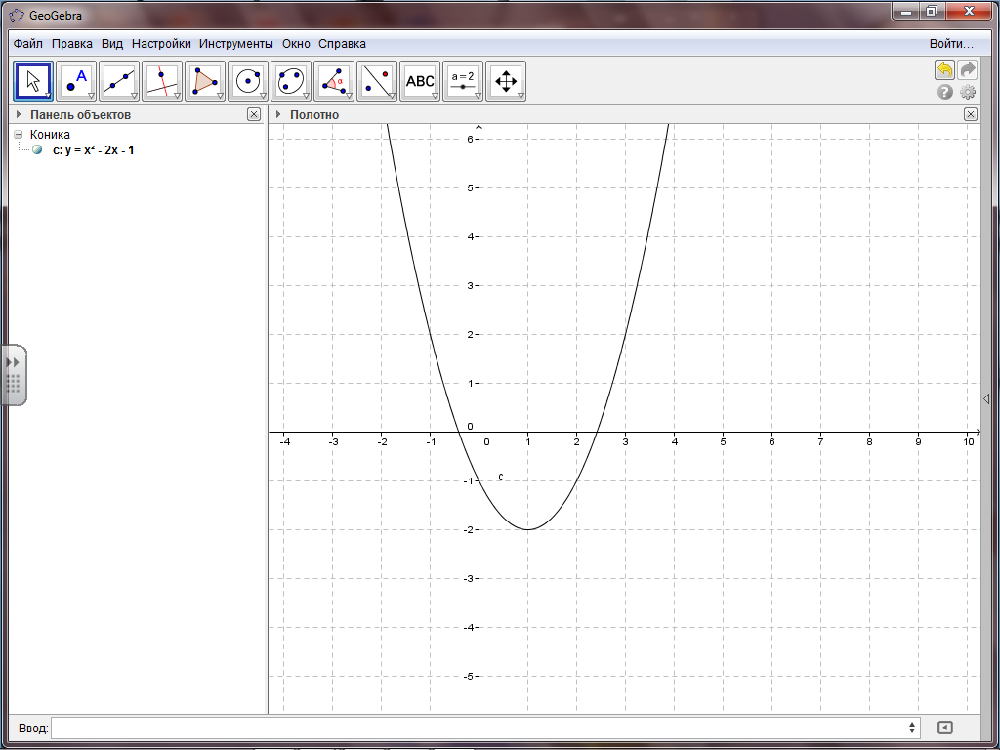 GeoGebra
Файл Правка Вид Настройки Инструменты Окно Справка Войти...
A α ABC a = 2
Панель объектов
Полотно
Коника
c: y = x² - 2x - 1
6
5
4
3
2
1
0
-4 -3 -2 -1 0 1 2 3 4 5 6 7 8 9 10
c
-1
-2
-3
-4
-5
Ввод: